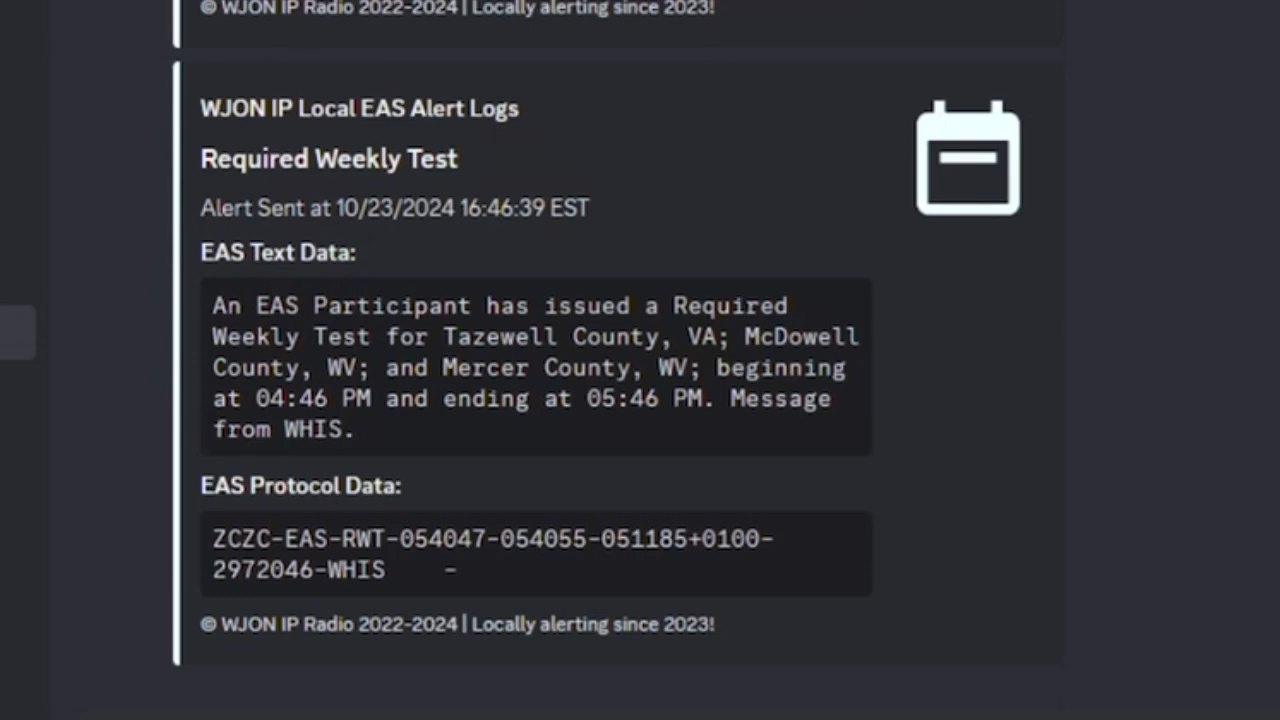 © WJON IP Radio 2022-2024 | Locally alerting since 2023!
WJON IP Local EAS Alert Logs
Required Weekly Test
Alert Sent at 10/23/2024 16:46:39 EST
EAS Text Data:
An EAS Participant has issued a Required
Weekly Test for Tazewell County, VA; McDowell
County, WV; and Mercer County, WV; beginning
at 04:46 PM and ending at 05:46 PM. Message
from WHIS.
EAS Protocol Data:
ZCZC-EAS-RWT-054047-054055-051185+0100-
2972046-WHIS    -
© WJON IP Radio 2022-2024 | Locally alerting since 2023!